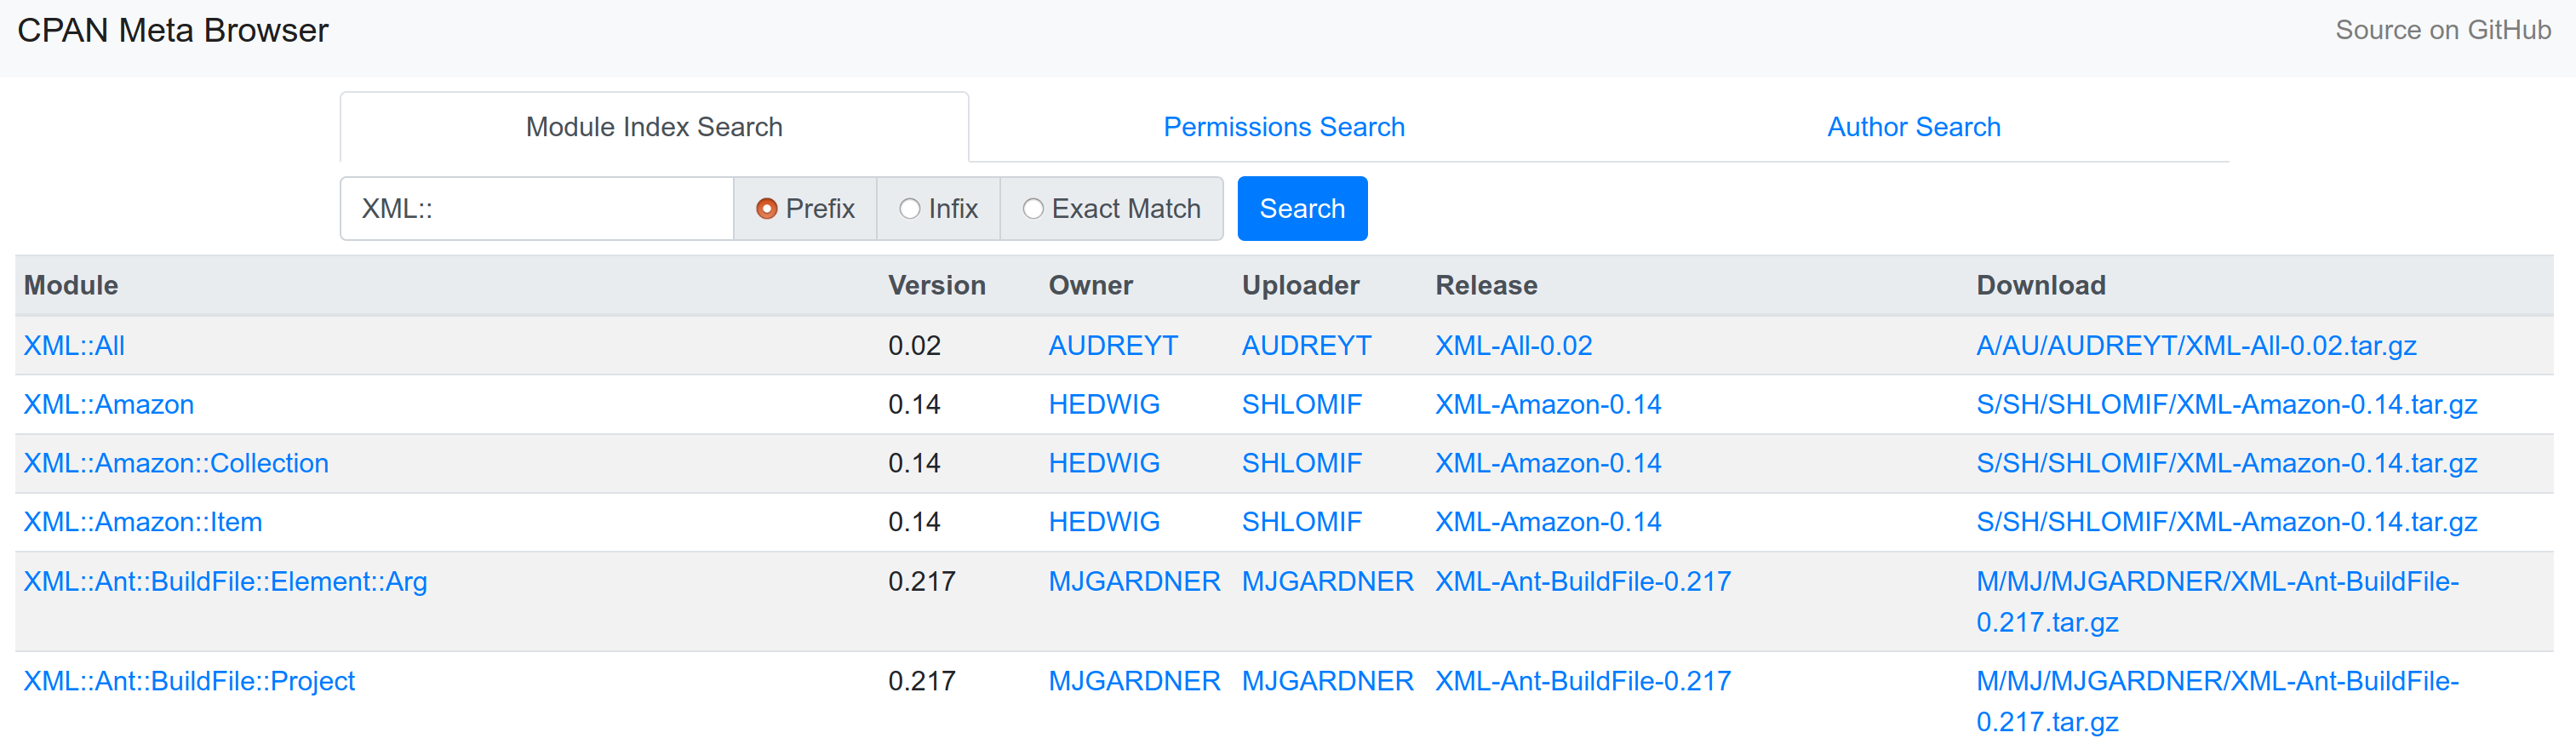 CPAN Meta Browser Source on GitHub
Module Index Search Permissions Search Author Search
XML:: Prefix Infix Exact Match Search
Module Version Owner Uploader Release Download
XML::All 0.02 AUDREYT AUDREYT XML-All-0.02 A/AU/AUDREYT/XML-All-0.02.tar.gz
XML::Amazon 0.14 HEDWIG SHLOMIF XML-Amazon-0.14 S/SH/SHLOMIF/XML-Amazon-0.14.tar.gz
XML::Amazon::Collection 0.14 HEDWIG SHLOMIF XML-Amazon-0.14 S/SH/SHLOMIF/XML-Amazon-0.14.tar.gz
XML::Amazon::Item 0.14 HEDWIG SHLOMIF XML-Amazon-0.14 S/SH/SHLOMIF/XML-Amazon-0.14.tar.gz
XML::Ant::BuildFile::Element::Arg 0.217 MJGARDNER MJGARDNER XML-Ant-BuildFile-0.217 M/MJ/MJGARDNER/XML-Ant-BuildFile-
0.217.tar.gz
XML::Ant::BuildFile::Project 0.217 MJGARDNER MJGARDNER XML-Ant-BuildFile-0.217 M/MJ/MJGARDNER/XML-Ant-BuildFile-
0.217.tar.gz